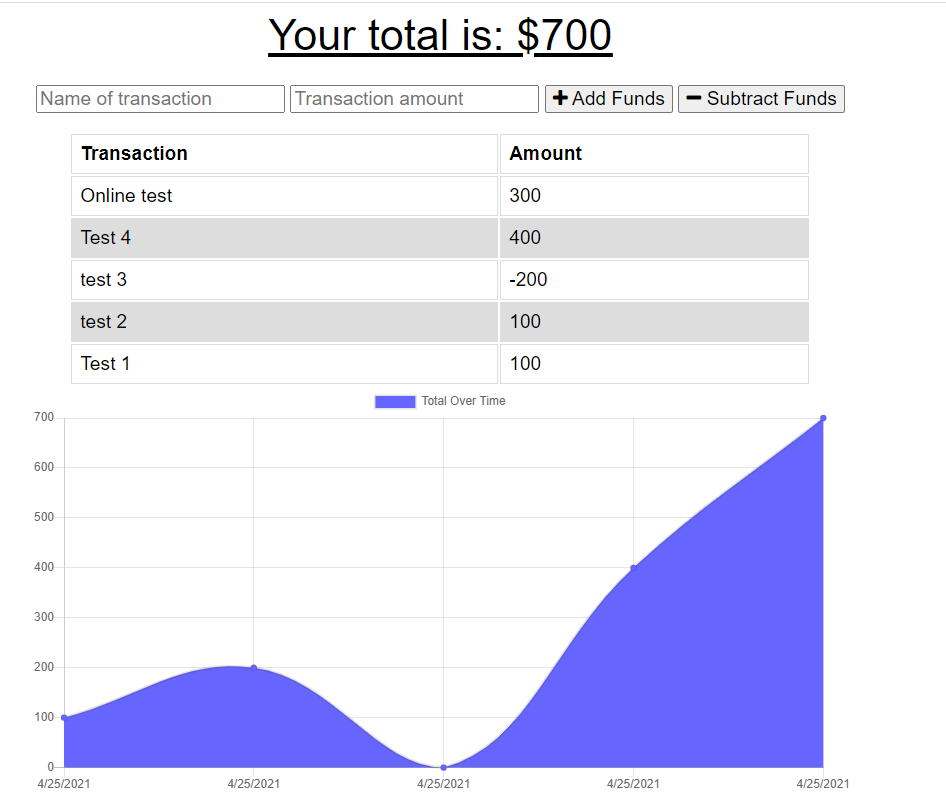 Your total is: $700
Name of transaction Transaction amount + Add Funds − Subtract Funds
Transaction Amount
Online test 300
Test 4 400
test 3 -200
test 2 100
Test 1 100
Total Over Time
700
600
500
400
300
200
100
0
4/25/2021 4/25/2021 4/25/2021 4/25/2021 4/25/2021